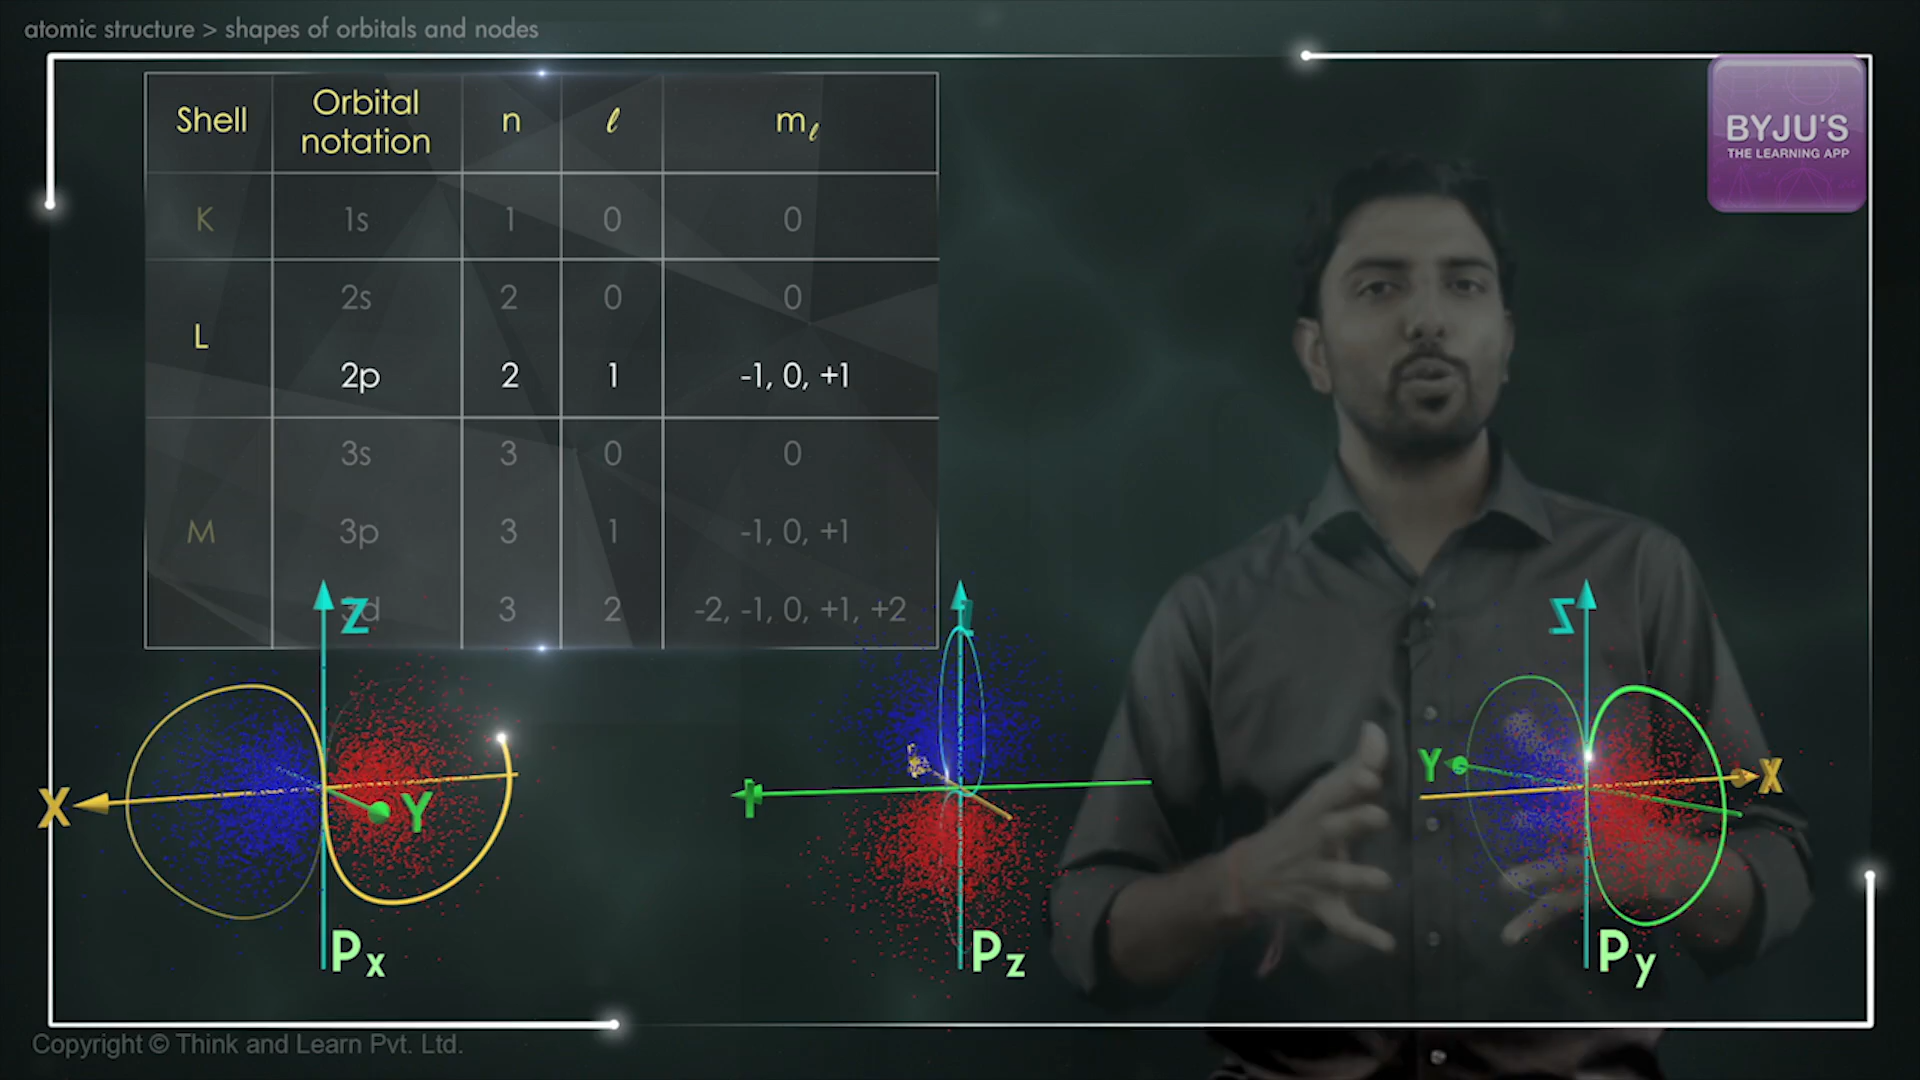 atomic structure > shapes of orbitals and nodes
BYJU'S
THE LEARNING APP
Shell Orbital notation n ℓ mℓ
K 1s 1 0 0
2s 2 0 0
L
2p 2 1 -1, 0, +1
3s 3 0 0
M 3p 3 1 -1, 0, +1
3d 3 2 -2, -1, 0, +1, +2
Z
X
Y
Px
Pz
Z
Y
X
Py
Copyright © Think and Learn Pvt. Ltd.